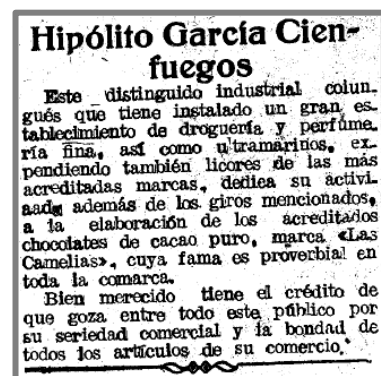 Hipólito García Cien-
fuegos
Este distinguido industrial colun-
gués que tiene instalado un gran es-
tablecimiento de droguería y perfume-
ría fina, así como ultramarinos, ex-
pendiendo también licores de las más
acreditadas marcas, dedica su activi-
aad, además de los giros mencionados,
a la elaboración de los acreditados
chocolates de cacao puro, marca «Las
Camelias», cuya fama es proverbial en
toda la comarca.
Bien merecido tiene el crédito de
que goza entre todo este público por
su seriedad comercial y la bondad de
todos los artículos de su comercio.